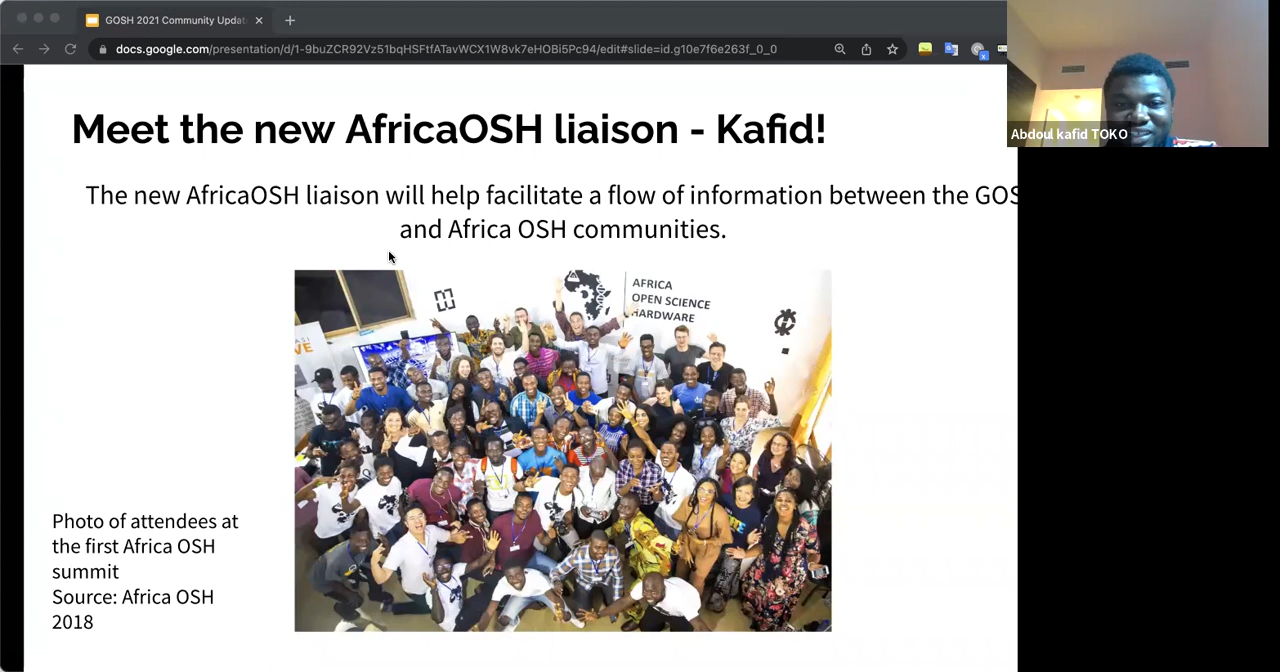 GOSH 2021 Community Updat
docs.google.com/presentation/d/1-9buZCR92Vz51bqHSFtfATavWCX1W8vk7eHOBi5Pc94/edit#slide=id.g10e7f6e263f_0_0
Abdoul kafid TOKO
Meet the new AfricaOSH liaison - Kafid!
The new AfricaOSH liaison will help facilitate a flow of information between the GOS
and Africa OSH communities.
AFRICA
OPEN SCIENCE
HARDWARE
Photo of attendees at
the first Africa OSH
summit
Source: Africa OSH
2018